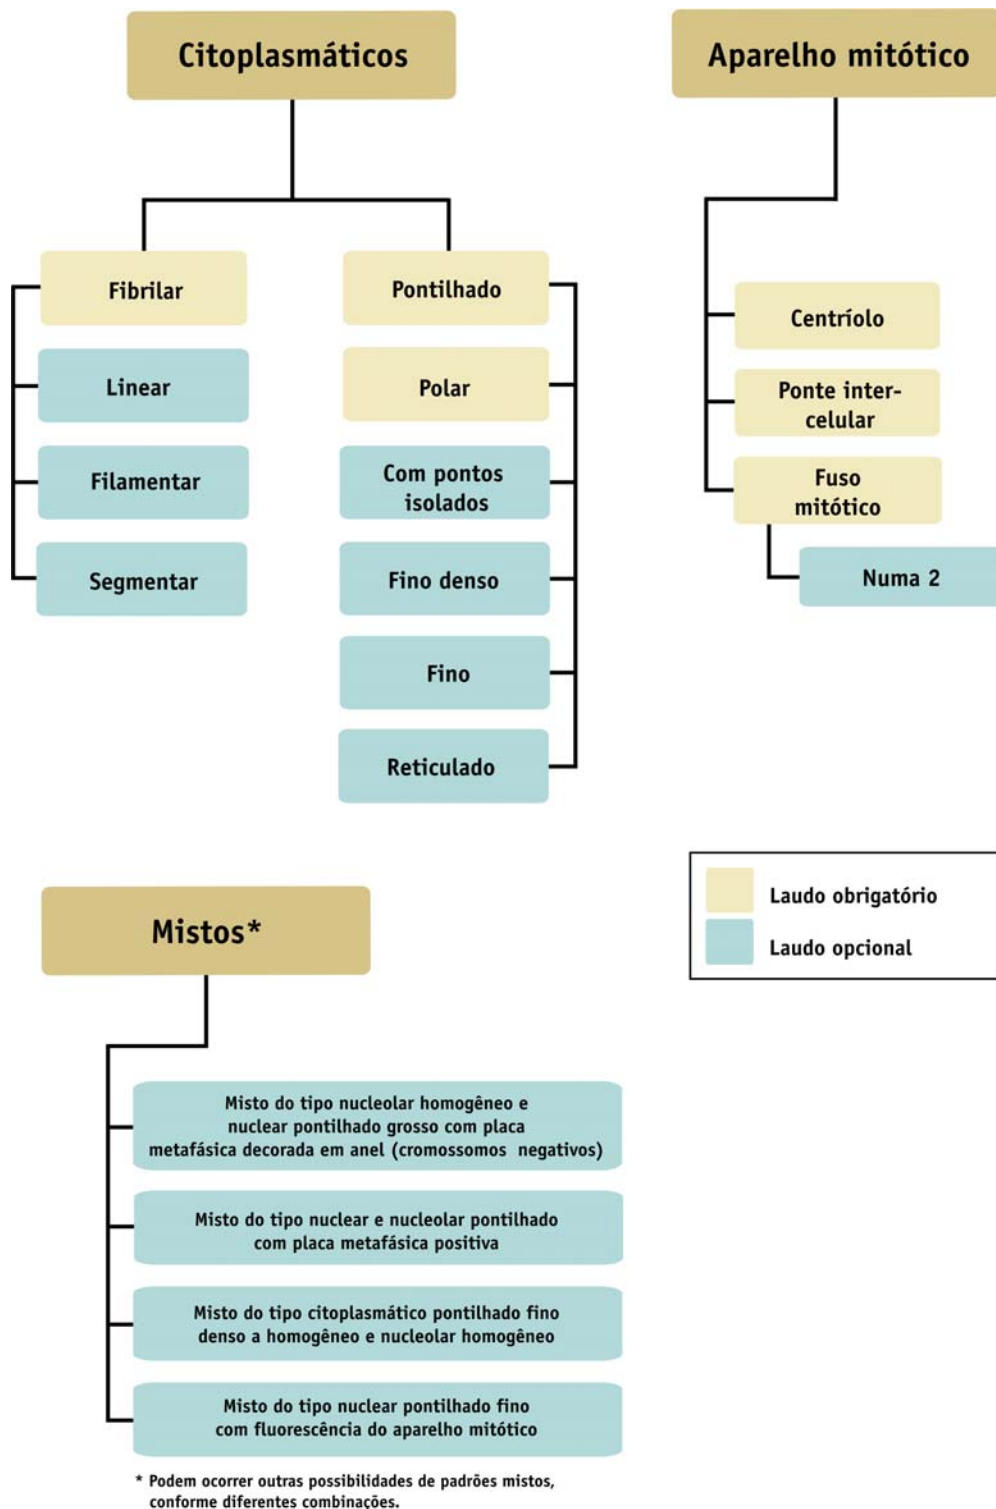 Citoplasmáticos
Fibrilar
Linear
Filamentar
Segmentar
Pontilhado
Polar
Com pontos
isolados
Fino denso
Fino
Reticulado
Aparelho mitótico
Centríolo
Ponte inter-
celular
Fuso
mitótico
Numa 2
Laudo obrigatório
Laudo opcional
Mistos*
Misto do tipo nucleolar homogêneo e
nuclear pontilhado grosso com placa
metafásica decorada em anel (cromossomos negativos)
Misto do tipo nuclear e nucleolar pontilhado
com placa metafásica positiva
Misto do tipo citoplasmático pontilhado fino
denso a homogêneo e nucleolar homogêneo
Misto do tipo nuclear pontilhado fino
com fluorescência do aparelho mitótico
* Podem ocorrer outras possibilidades de padrões mistos,
conforme diferentes combinações.